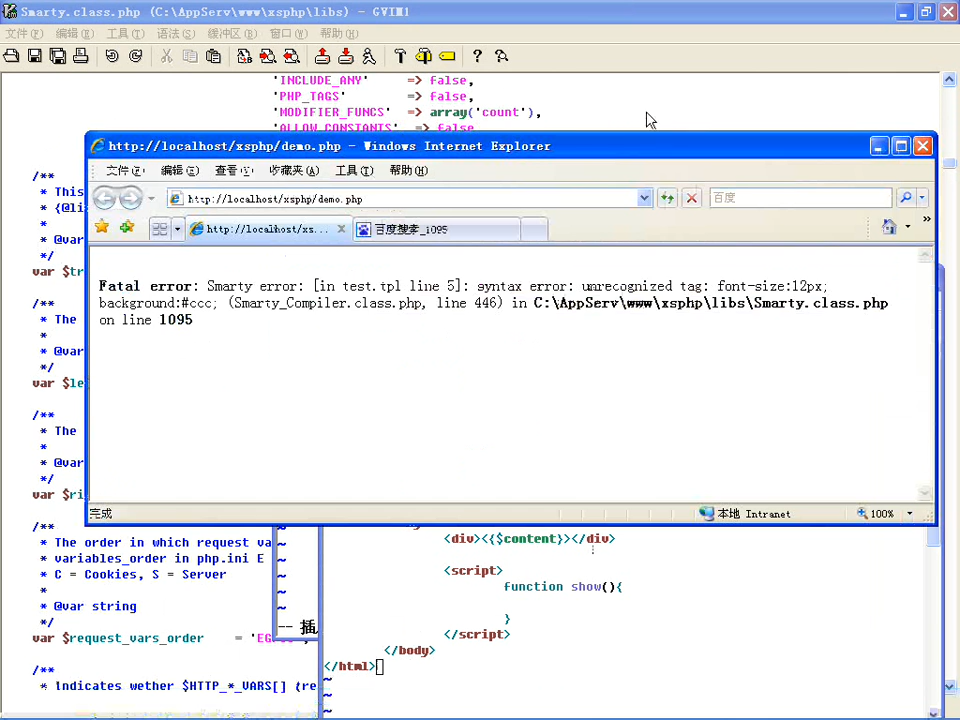 Smarty.class.php (C:\AppServ\www\xsphp\libs) - GVIM1
文件(F) 编辑(E) 工具(T) 语法(S) 缓冲区(B) 窗口(W) 帮助(H)
'INCLUDE_ANY' => false,
'PHP_TAGS' => false,
'MODIFIER_FUNCS' => array('count'),
'ALLOW_CONSTANTS' => false
http://localhost/xsphp/demo.php - Windows Internet Explorer
文件(F) 编辑(E) 查看(V) 收藏夹(A) 工具(T) 帮助(H)
http://localhost/xsphp/demo.php
百度
http://localhost/xs...
百度搜索_1095
Fatal error: Smarty error: [in test.tpl line 5]: syntax error: unrecognized tag: font-size:12px;
background:#ccc; (Smarty_Compiler.class.php, line 446) in C:\AppServ\www\xsphp\libs\Smarty.class.php
on line 1095
完成
本地 Intranet
100%
/**
* This
* {@li
*
* @va
*/
var $tr
/**
* The
*
* @va
*/
var $le
/**
* The
*
* @va
*/
var $ri
/**
* The order in which request va
* variables_order in php.ini E
* C = Cookies, S = Server
*
* @var string
*/
var $request_vars_order = 'EG
/**
* Indicates wether $HTTP_*_VARS[] (re
~
~
~
~
~
-- 插
<div><{$content}></div>
<script>
function show(){
}
</script>
</body>
</html>
~
~
~